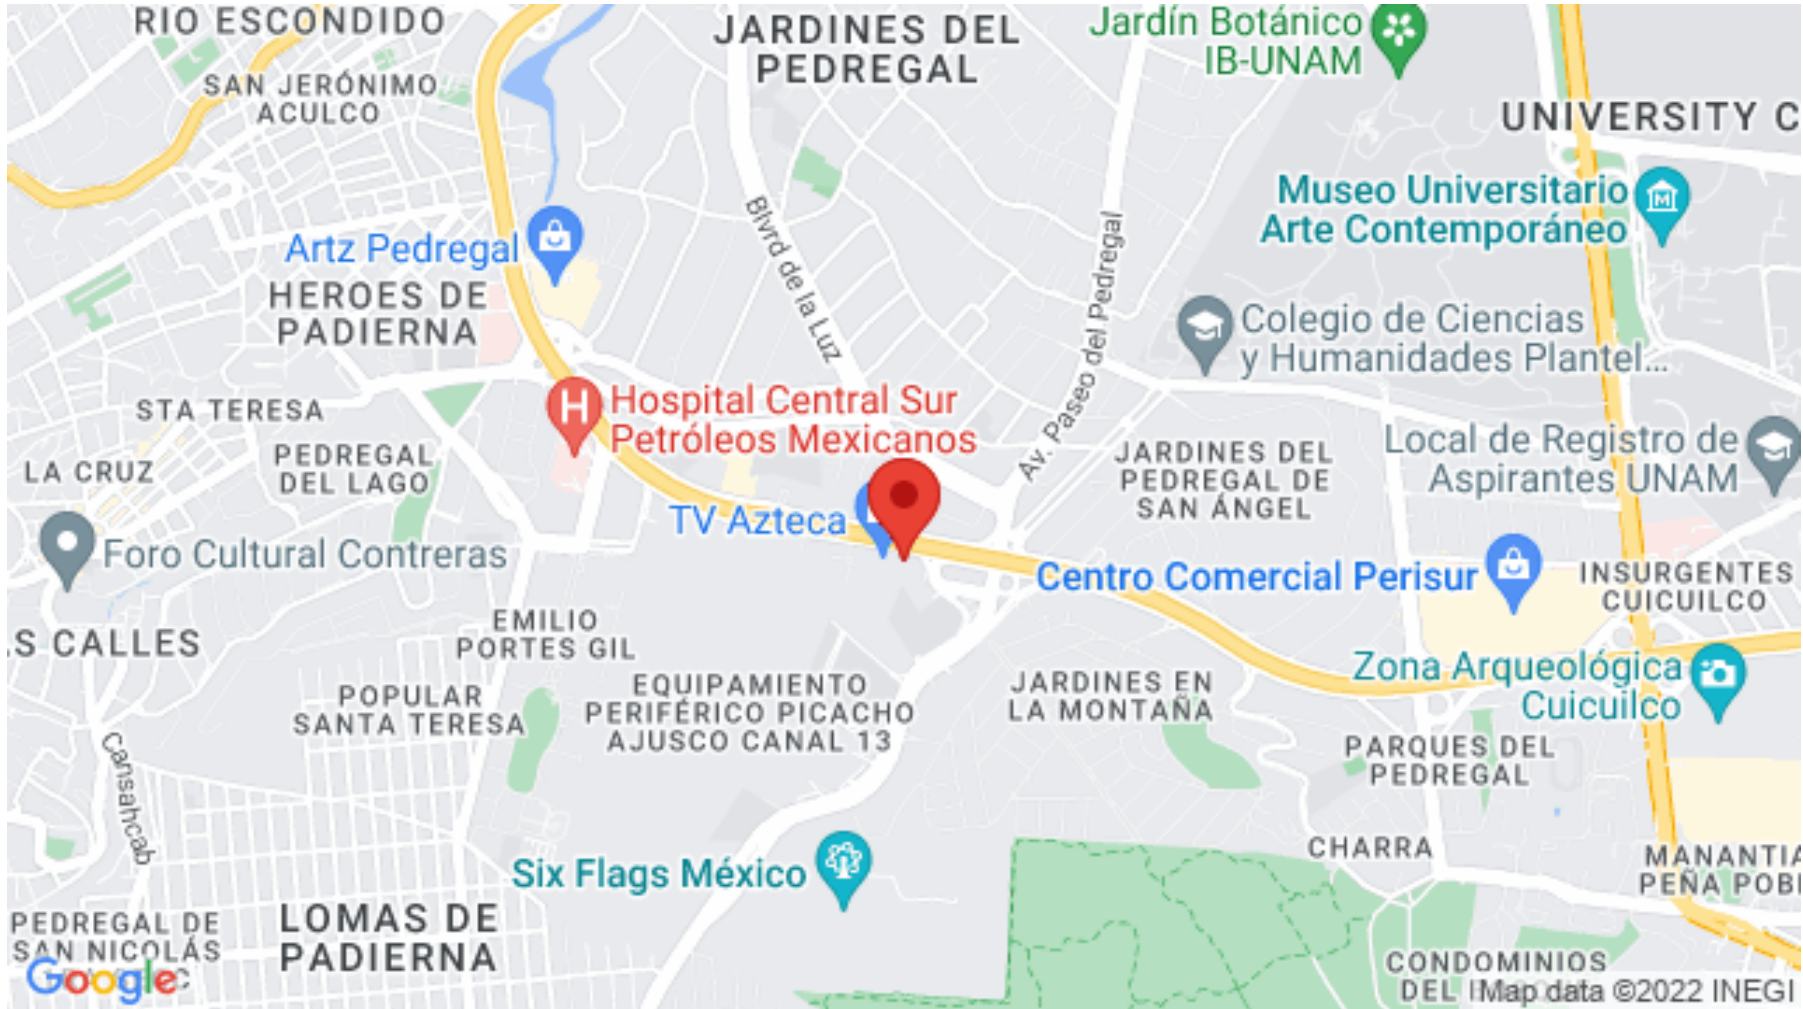 RIO ESCONDIDO
JARDINES DEL
PEDREGAL
Jardín Botánico
IB-UNAM
SAN JERÓNIMO
ACULCO
UNIVERSITY C
Museo Universitario
Arte Contemporáneo
Blvrd de la Luz
Av. Paseo del Pedregal
Artz Pedregal
HEROES DE
PADIERNA
Colegio de Ciencias
y Humanidades Plantel...
STA TERESA
H
Hospital Central Sur
Petróleos Mexicanos
PEDREGAL
DEL LAGO
LA CRUZ
JARDINES DEL
PEDREGAL DE
SAN ÁNGEL
Local de Registro de
Aspirantes UNAM
TV Azteca
Foro Cultural Contreras
Centro Comercial Perisur
INSURGENTES
CUICUILCO
S CALLES
EMILIO
PORTES GIL
POPULAR
SANTA TERESA
EQUIPAMIENTO
PERIFÉRICO PICACHO
AJUSCO CANAL 13
JARDINES EN
LA MONTAÑA
Zona Arqueológica
Cuicuilco
PARQUES DEL
PEDREGAL
Cansahcab
Six Flags México
CHARRA
MANANTIA
PEÑA POB
PEDREGAL DE
SAN NICOLÁS
LOMAS DE
PADIERNA
CONDOMINIOS
DEL
Google
Map data ©2022 INEGI